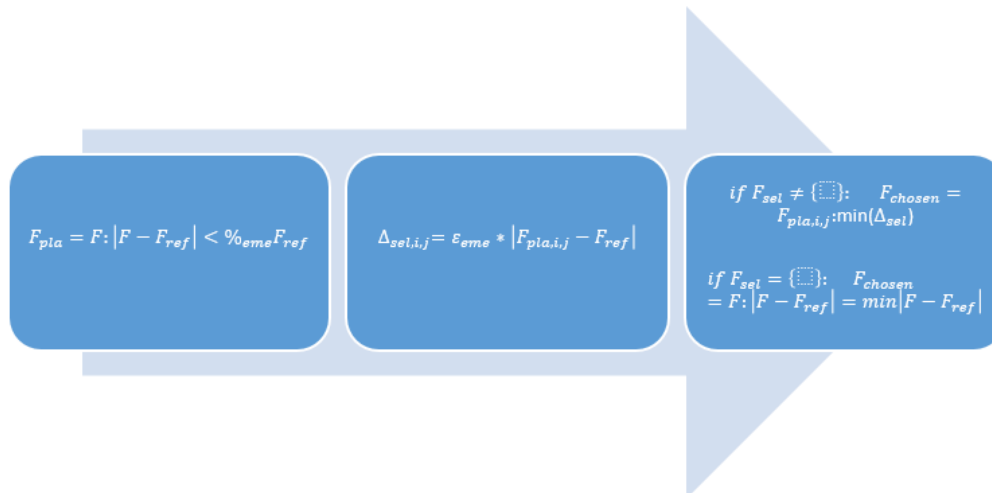 F_pla = F: |F − F_ref| < %_eme F_ref
Δ_sel,i,j = ε_eme * |F_pla,i,j − F_ref|
if F_sel ≠ {⬚}: F_chosen =
F_pla,i,j:min(Δ_sel)
if F_sel = {⬚}: F_chosen
= F: |F − F_ref| = min|F − F_ref|